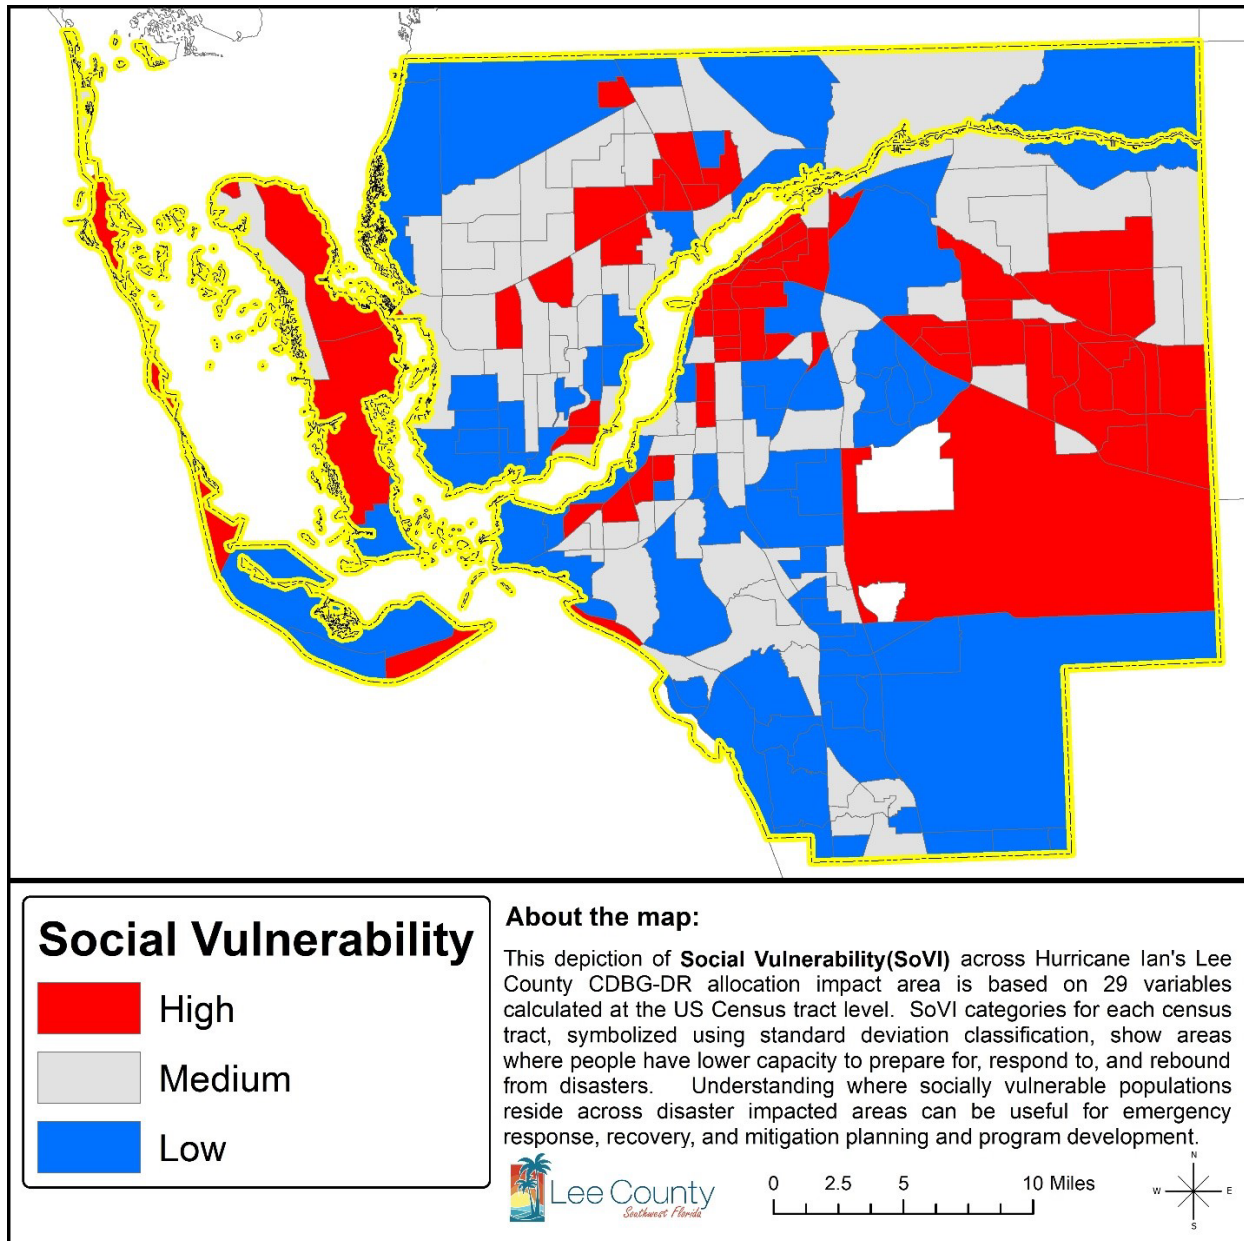 Social Vulnerability
High
Medium
Low
About the map:
This depiction of Social Vulnerability(SoVI) across Hurricane Ian's Lee
County CDBG-DR allocation impact area is based on 29 variables
calculated at the US Census tract level. SoVI categories for each census
tract, symbolized using standard deviation classification, show areas
where people have lower capacity to prepare for, respond to, and rebound
from disasters. Understanding where socially vulnerable populations
reside across disaster impacted areas can be useful for emergency
response, recovery, and mitigation planning and program development.
Lee County
Southwest Florida
0 2.5 5 10 Miles
N
W E
S